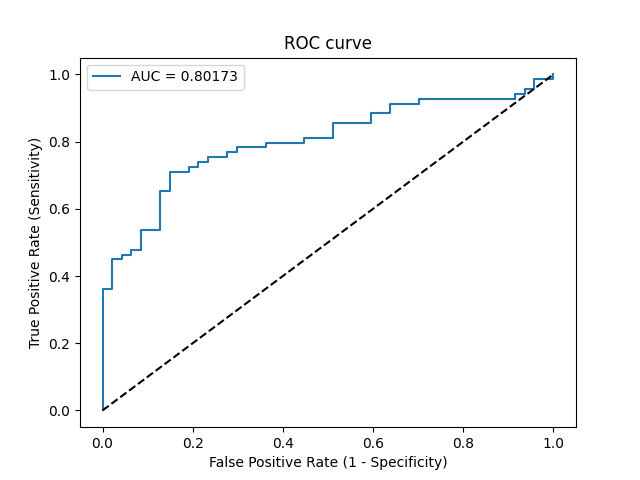 ROC curve
AUC = 0.80173
True Positive Rate (Sensitivity)
1.0
0.8
0.6
0.4
0.2
0.0
0.0 0.2 0.4 0.6 0.8 1.0
False Positive Rate (1 - Specificity)